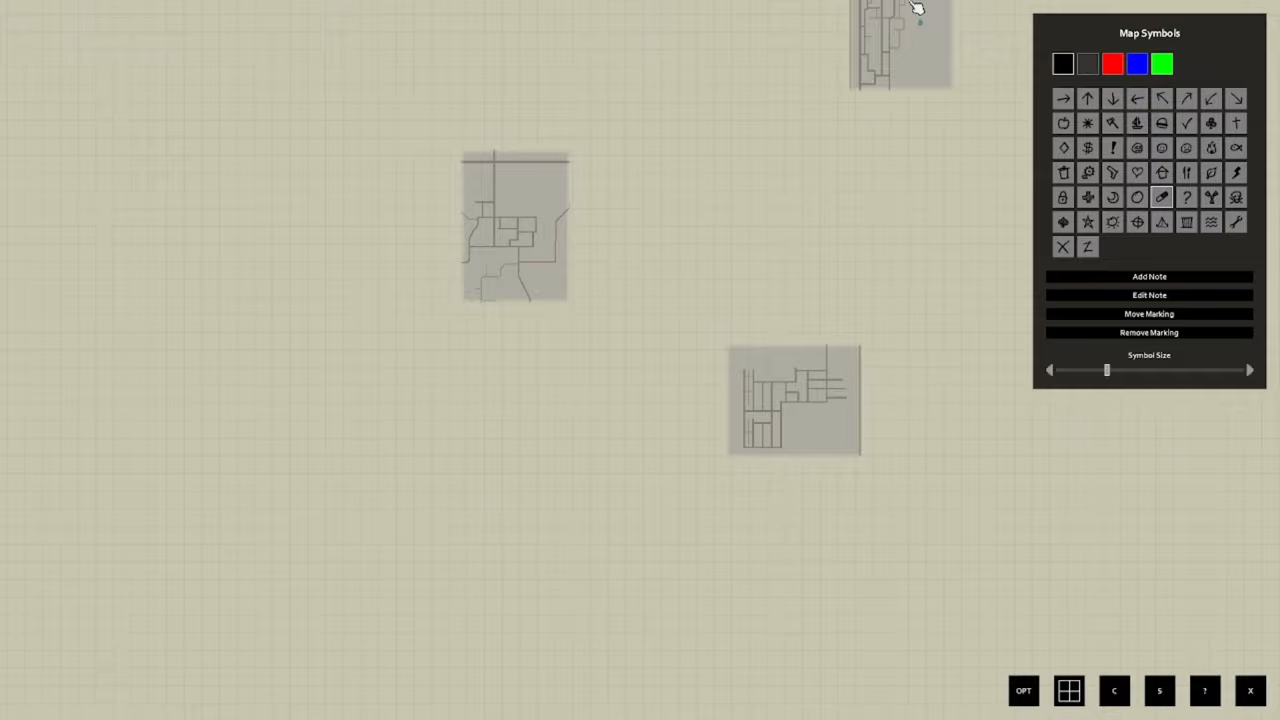 Map Symbols
Add Note
Edit Note
Move Marking
Remove Marking
Symbol Size
OPT
C
S
?
X